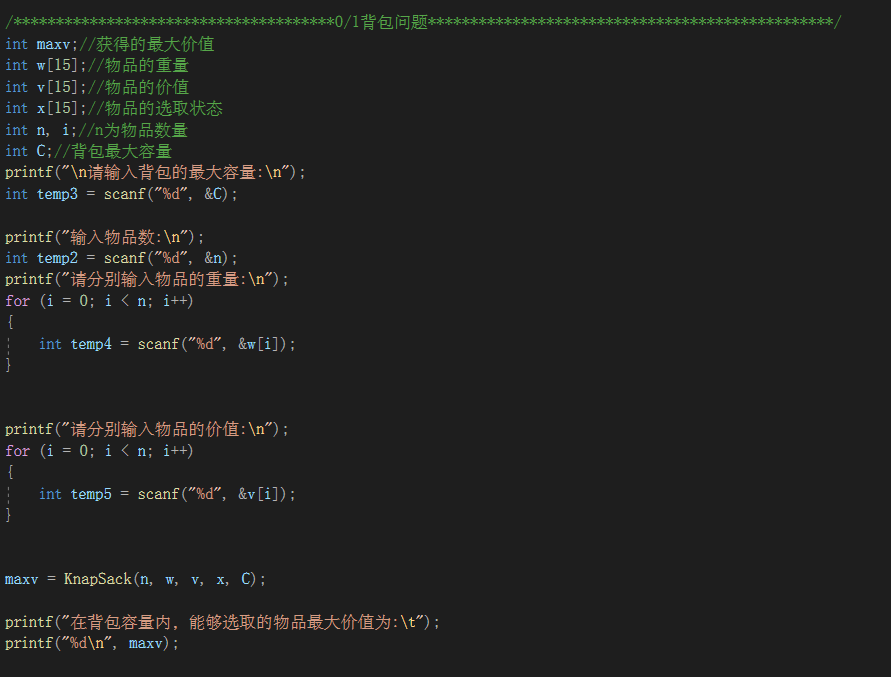 /**************************************0/1背包问题************************************************/
int maxv;//获得的最大价值
int w[15];//物品的重量
int v[15];//物品的价值
int x[15];//物品的选取状态
int n, i;//n为物品数量
int C;//背包最大容量
printf("\n请输入背包的最大容量:\n");
int temp3 = scanf("%d", &C);
printf("输入物品数:\n");
int temp2 = scanf("%d", &n);
printf("请分别输入物品的重量:\n");
for (i = 0; i < n; i++)
{
int temp4 = scanf("%d", &w[i]);
}
printf("请分别输入物品的价值:\n");
for (i = 0; i < n; i++)
{
int temp5 = scanf("%d", &v[i]);
}
maxv = KnapSack(n, w, v, x, C);
printf("在背包容量内，能够选取的物品最大价值为:\t");
printf("%d\n", maxv);